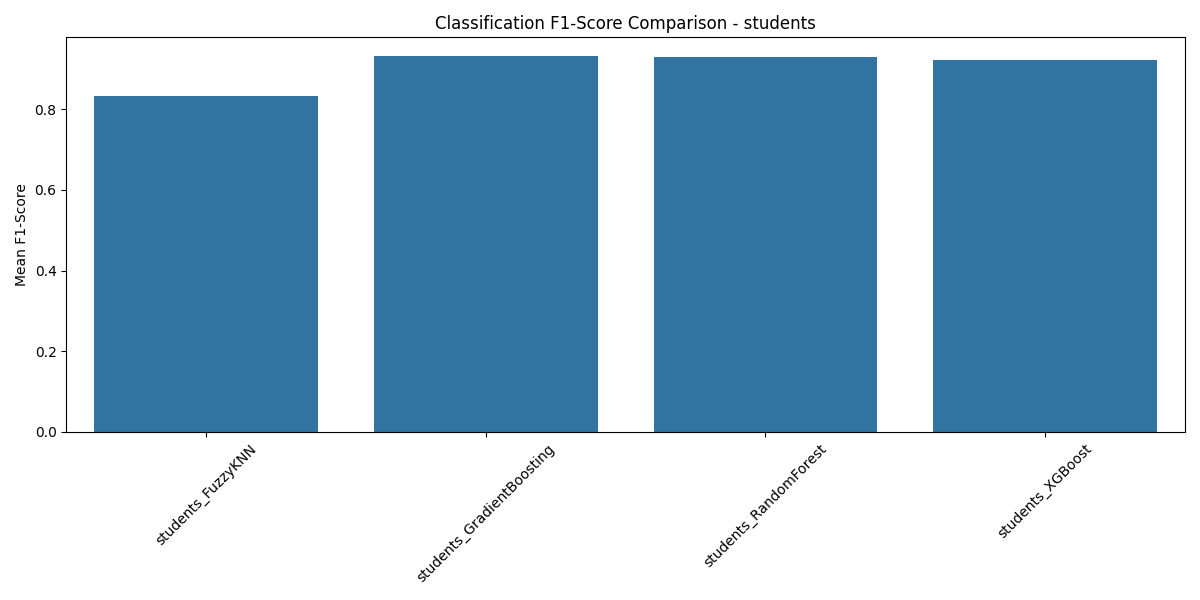 Classification F1-Score Comparison - students
Mean F1-Score
0.8
0.6
0.4
0.2
0.0
students_FuzzyKNN
students_GradientBoosting
students_RandomForest
students_XGBoost